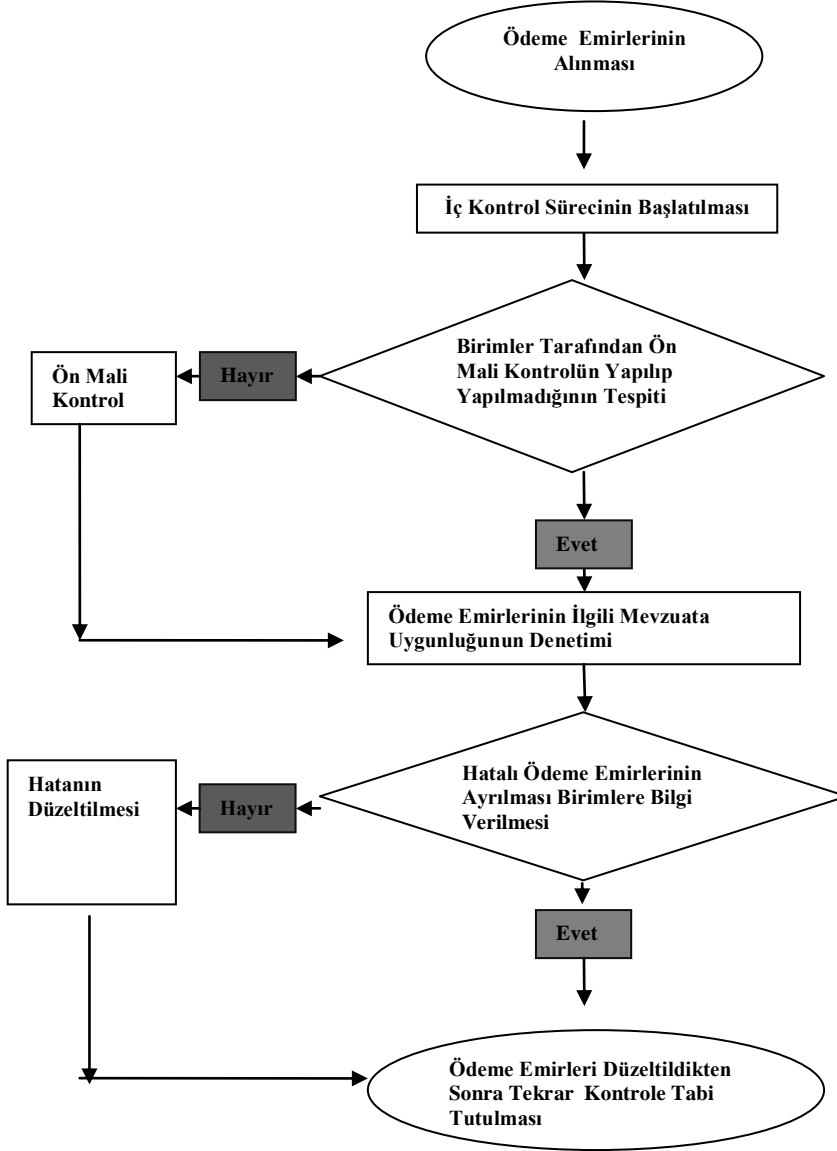 Ödeme Emirlerinin
Alınması
İç Kontrol Sürecinin Başlatılması
Birimler Tarafından Ön
Mali Kontrolün Yapılıp
Yapılmadığının Tespiti
Hayır
Ön Mali
Kontrol
Evet
Ödeme Emirlerinin İlgili Mevzuata
Uygunluğunun Denetimi
Hatalı Ödeme Emirlerinin
Ayrılması Birimlere Bilgi
Verilmesi
Hayır
Hatanın
Düzeltilmesi
Evet
Ödeme Emirleri Düzeltildikten
Sonra Tekrar Kontrole Tabi
Tutulması